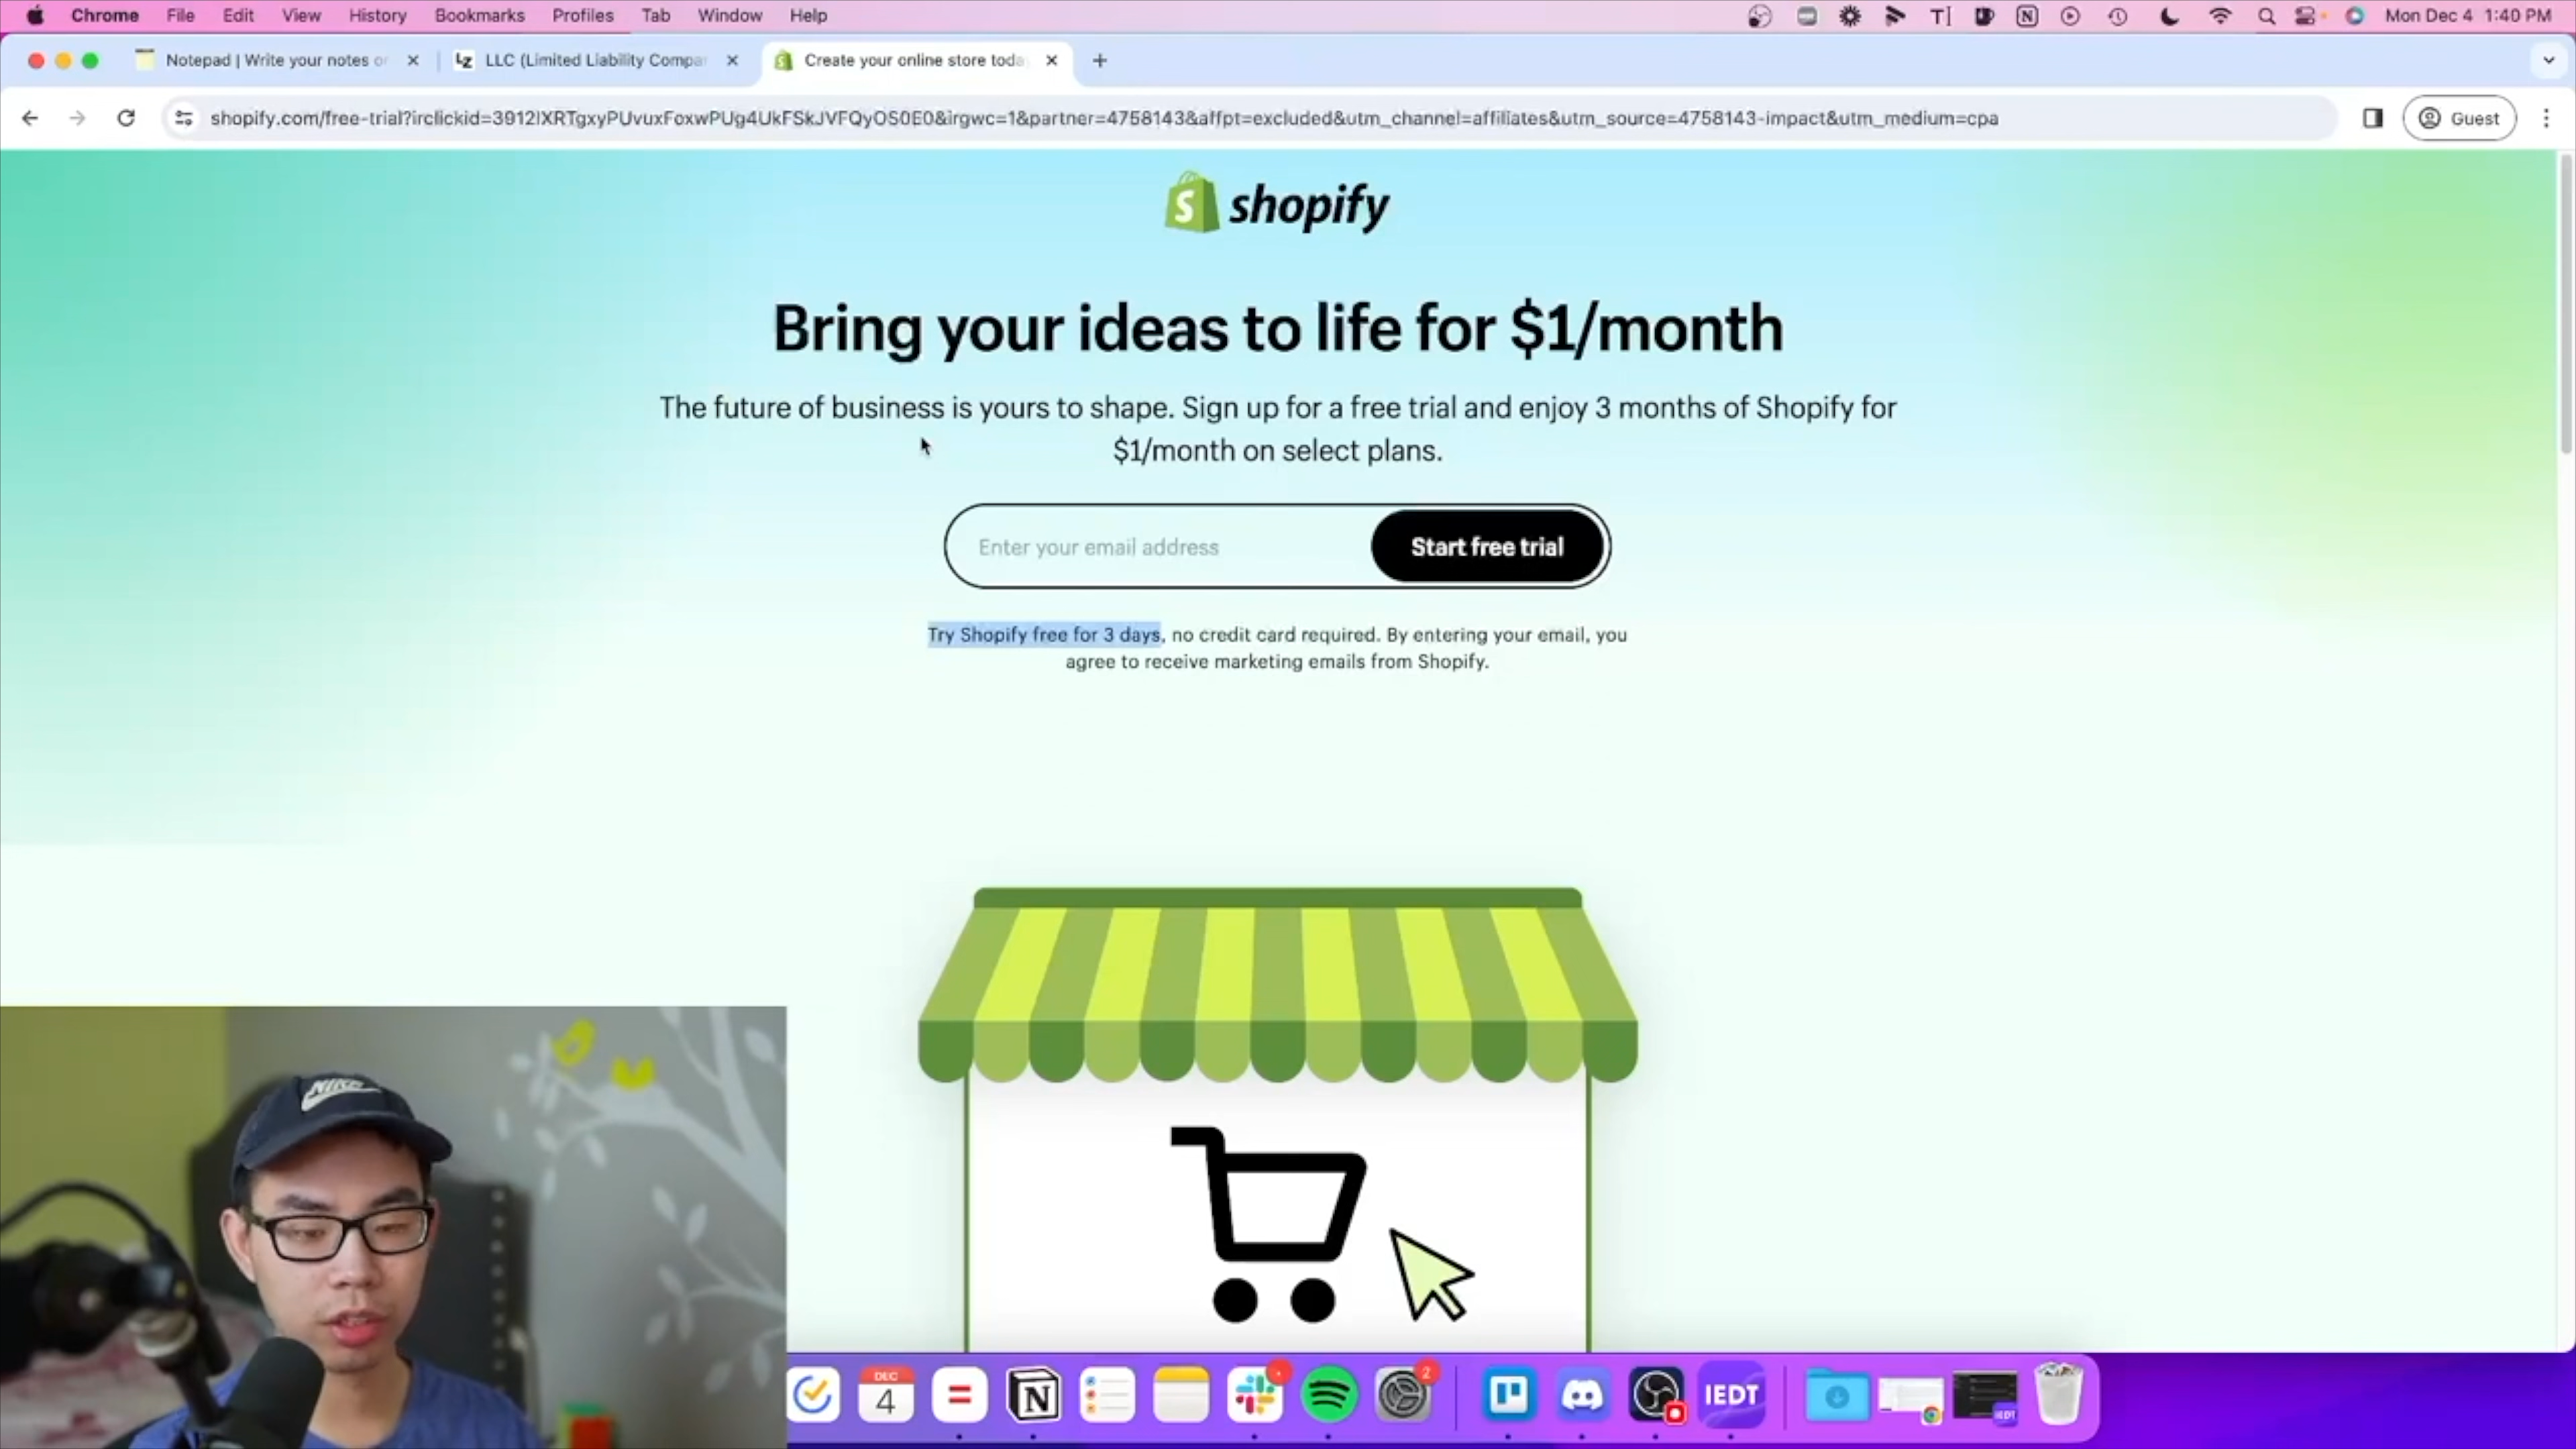 Chrome File Edit View History Bookmarks Profiles Tab Window Help
Mon Dec 4 1:40 PM
Notepad | Write your notes or
LLC (Limited Liability Compa
Create your online store toda
shopify.com/free-trial?irclickid=3912IXRTgxyPUvuxFoxwPUg4UkFSkJVFQyOS0E0&irgwc=1&partner=4758143&affpt=excluded&utm_channel=affiliates&utm_source=4758143-impact&utm_medium=cpa
Guest
shopify
Bring your ideas to life for $1/month
The future of business is yours to shape. Sign up for a free trial and enjoy 3 months of Shopify for
$1/month on select plans.
Enter your email address
Start free trial
Try Shopify free for 3 days, no credit card required. By entering your email, you
agree to receive marketing emails from Shopify.
NIKE
DEC
4
2
IEDT
IEDT